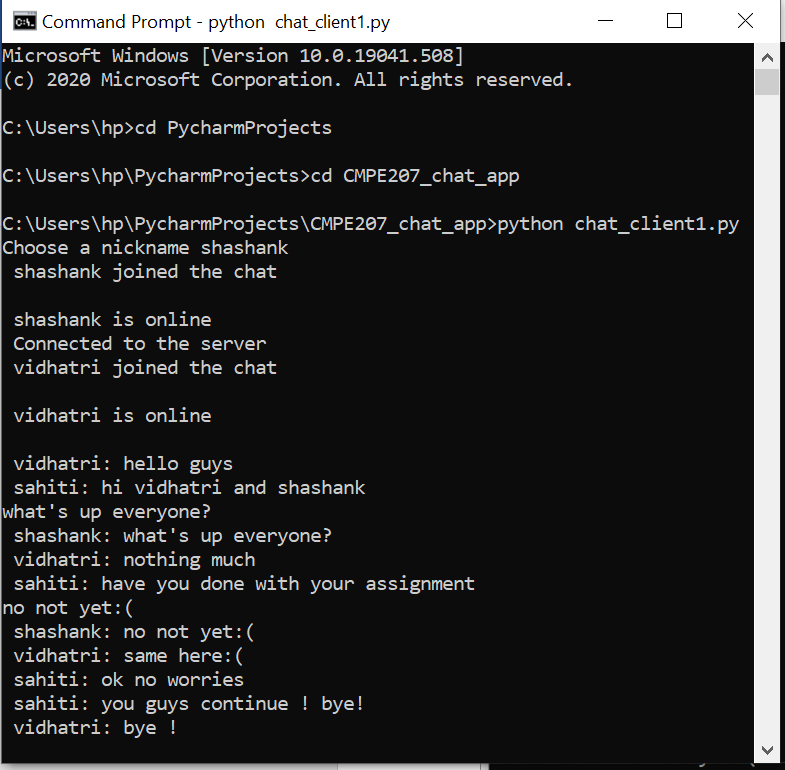 Command Prompt - python  chat_client1.py
Microsoft Windows [Version 10.0.19041.508]
(c) 2020 Microsoft Corporation. All rights reserved.
C:\Users\hp>cd PycharmProjects
C:\Users\hp\PycharmProjects>cd CMPE207_chat_app
C:\Users\hp\PycharmProjects\CMPE207_chat_app>python chat_client1.py
Choose a nickname shashank
shashank joined the chat
shashank is online
Connected to the server
vidhatri joined the chat
vidhatri is online
vidhatri: hello guys
sahiti: hi vidhatri and shashank
what's up everyone?
shashank: what's up everyone?
vidhatri: nothing much
sahiti: have you done with your assignment
no not yet:(
shashank: no not yet:(
vidhatri: same here:(
sahiti: ok no worries
sahiti: you guys continue ! bye!
vidhatri: bye !